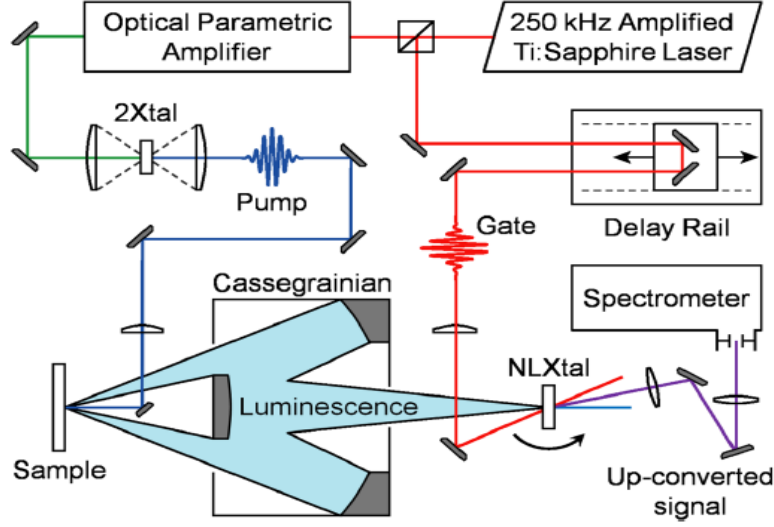 Optical Parametric
Amplifier
250 kHz Amplified
Ti:Sapphire Laser
2Xtal
Pump
Gate
Delay Rail
Cassegrainian
Spectrometer
NLXtal
Luminescence
Sample
Up-converted
signal